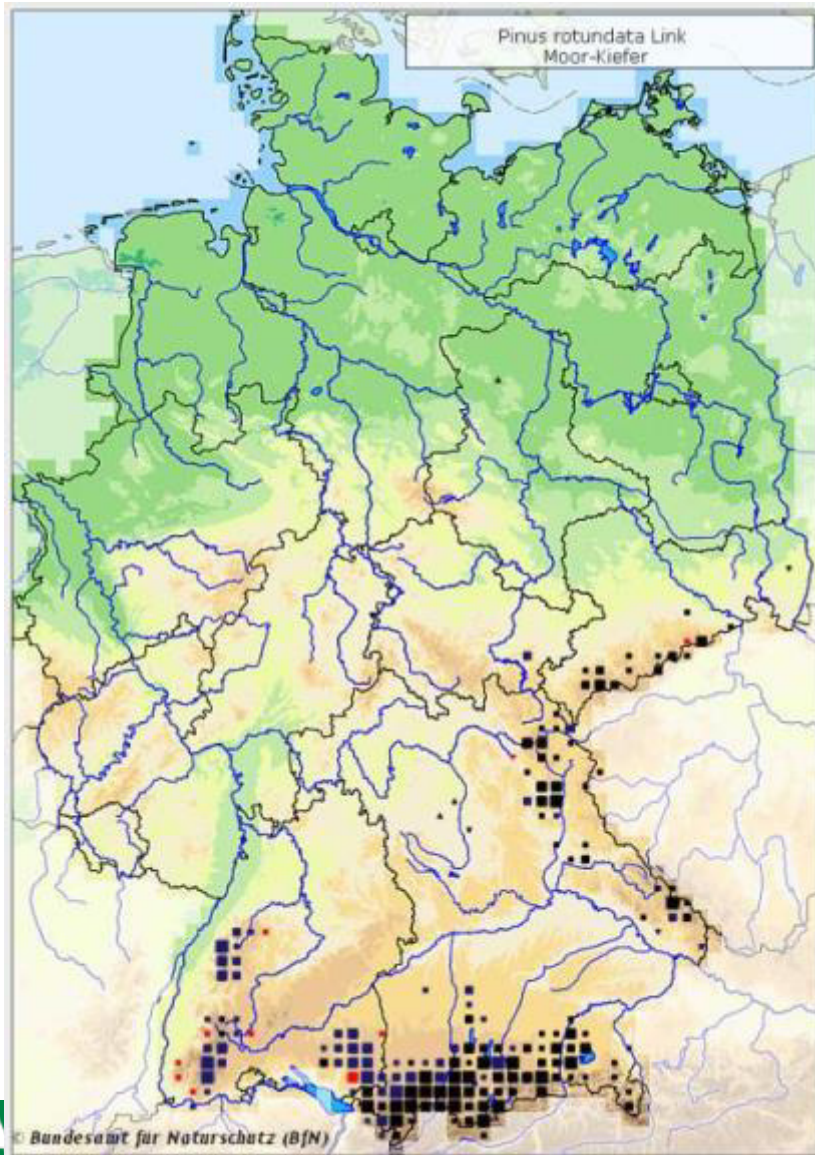 Pinus rotundata Link
Moor-Kiefer
© Bundesamt für Naturschutz (BfN)